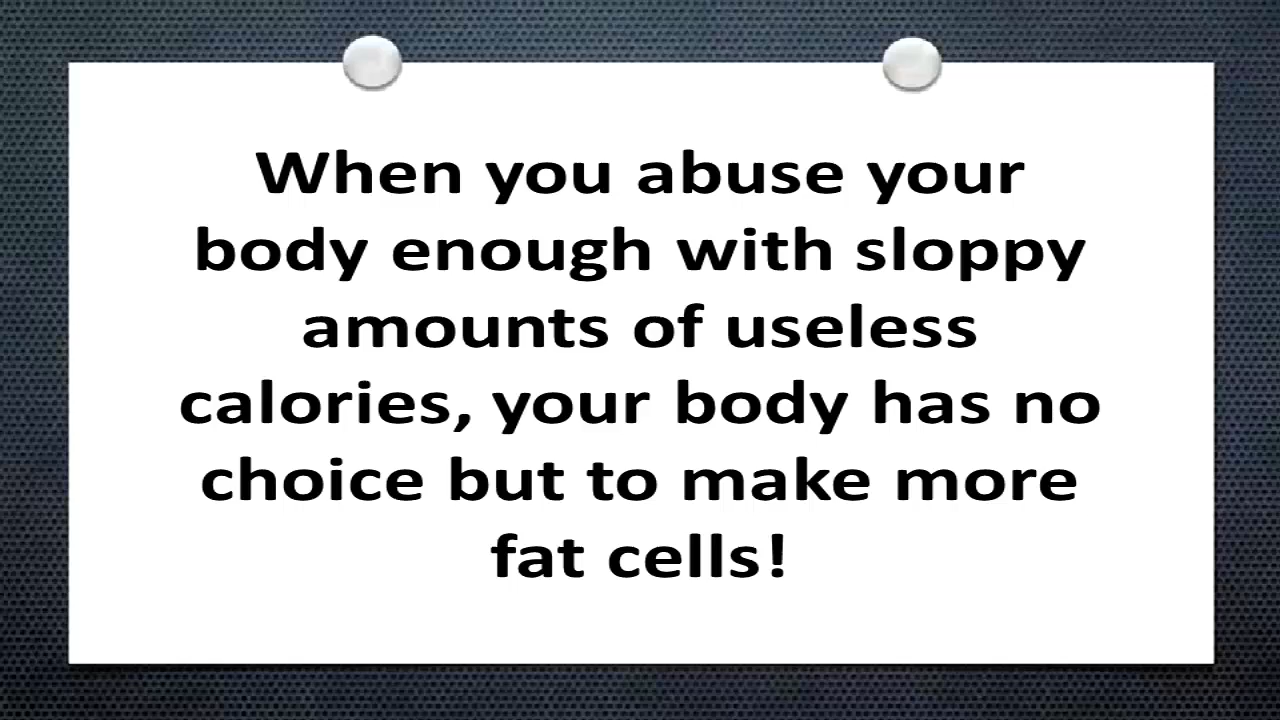 When you abuse your
body enough with sloppy
amounts of useless
calories, your body has no
choice but to make more
fat cells!